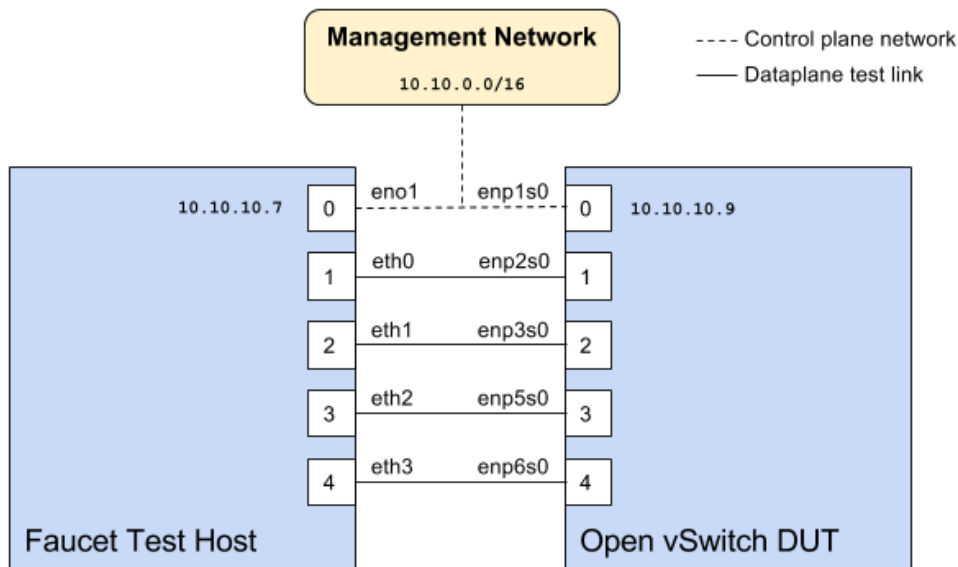 Management Network
10.10.0.0/16
Control plane network
Dataplane test link
eno1 enp1s0
10.10.10.7 0 0 10.10.10.9
eth0 enp2s0
1 1
eth1 enp3s0
2 2
eth2 enp5s0
3 3
eth3 enp6s0
4 4
Faucet Test Host Open vSwitch DUT